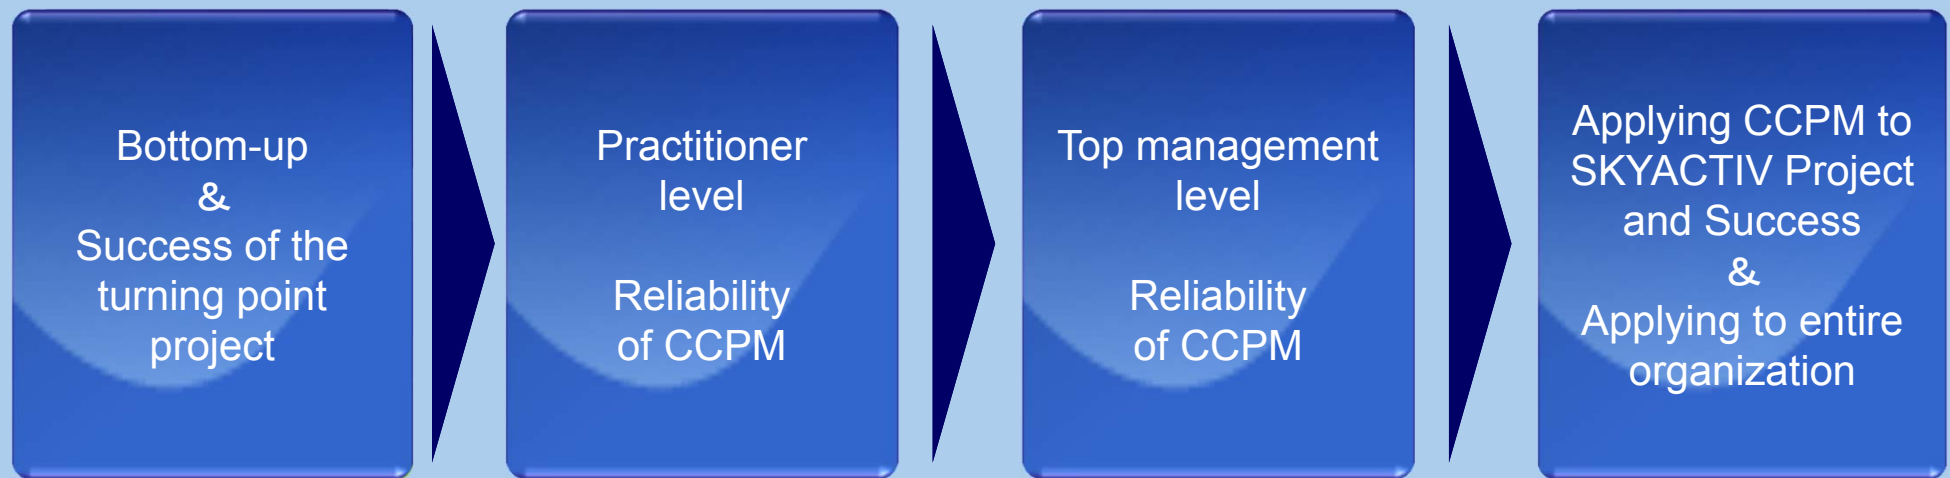 Bottom-up
&
Success of the
turning point
project
Practitioner
level
Reliability
of CCPM
Top management
level
Reliability
of CCPM
Applying CCPM to
SKYACTIV Project
and Success
&
Applying to entire
organization